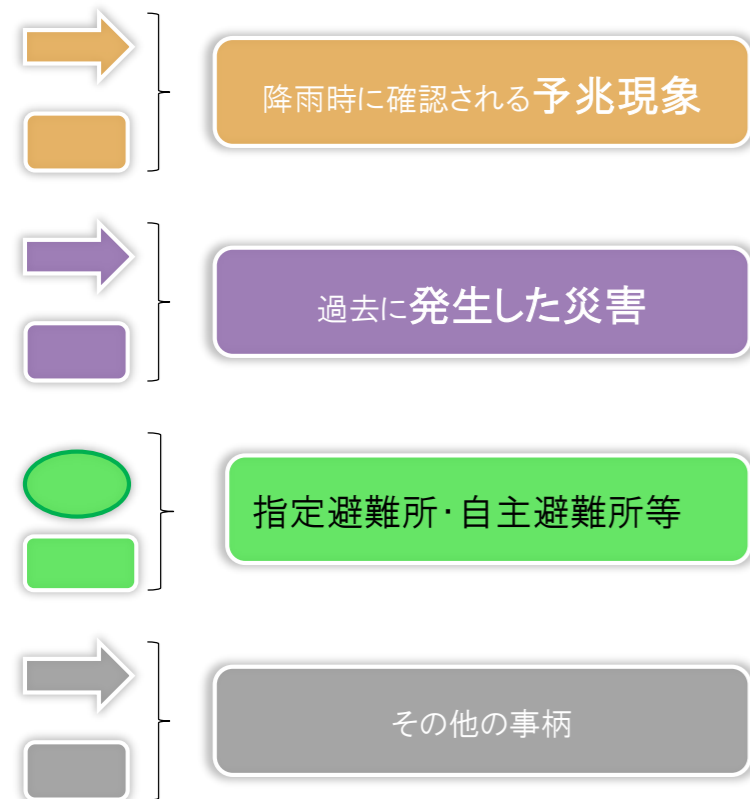 降雨時に確認される予兆現象
過去に発生した災害
指定避難所・自主避難所等
その他の事柄